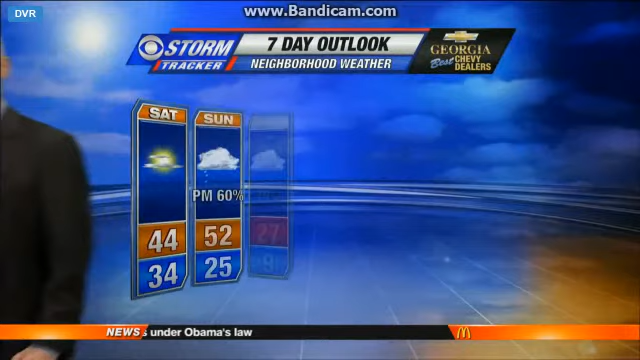 DVR
www.Bandicam.com
STORM
TRACKER
7 DAY OUTLOOK
NEIGHBORHOOD WEATHER
GEORGIA
Best CHEVY
DEALERS
SAT
SUN
PM 60%
44
52
27
34
25
NEWS
under Obama's law